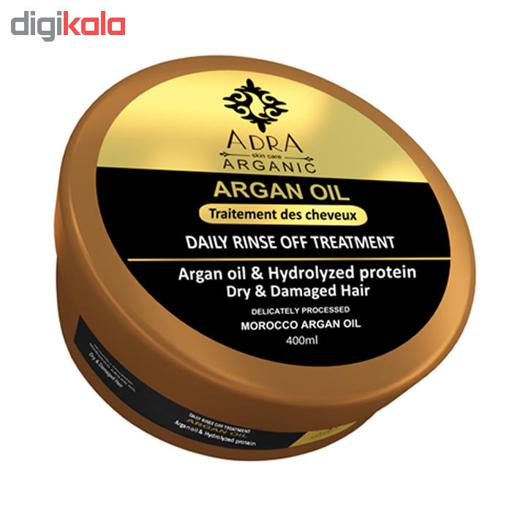 digikala
ADRA
skin care
ARGANIC
ARGAN OIL
Traitement des cheveux
DAILY RINSE OFF TREATMENT
Argan oil & Hydrolyzed protein
Dry & Damaged Hair
DELICATELY PROCESSED
MOROCCO ARGAN OIL
400ml
Dry & Damaged Hair
DAILY RINSE OFF TREATMENT
ARGAN OIL
Argan oil & Hydrolyzed protein